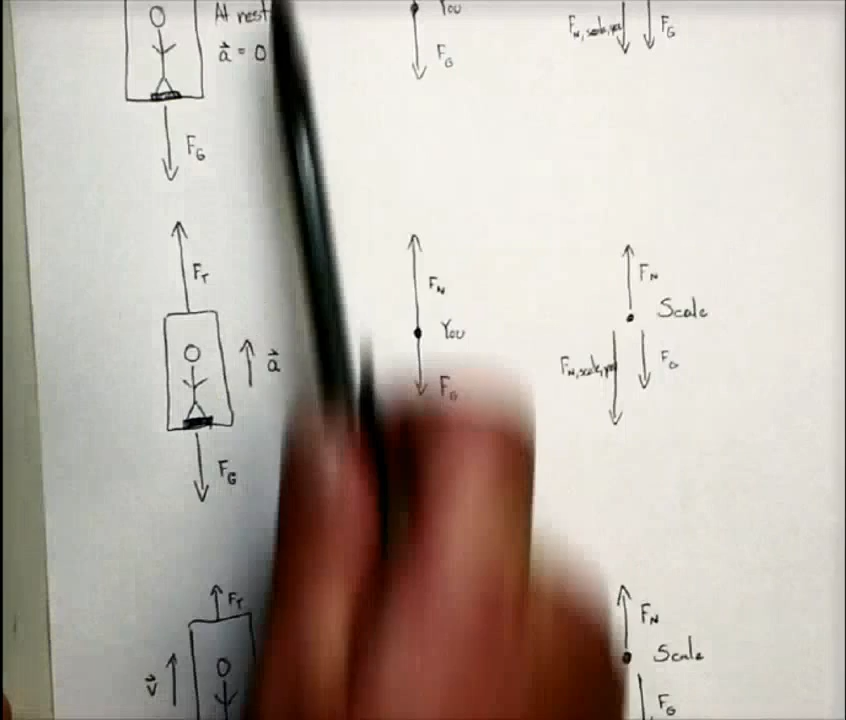 At rest
a⃗ = 0
F_G
You
F_G
F_N,scale,you
F_G
F_T
a⃗
F_G
F_N
You
F_G
F_N
Scale
F_N,scale,you
F_G
F_T
v⃗
F_N
Scale
F_G